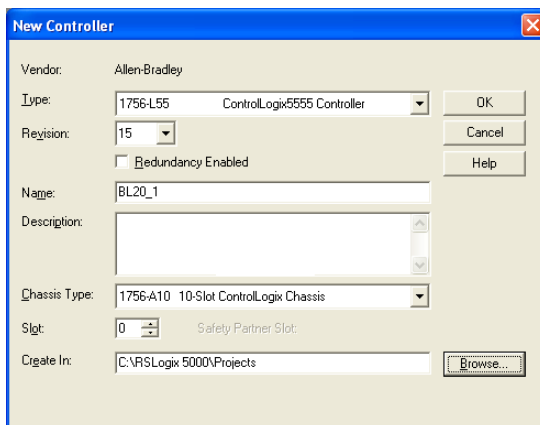 New Controller
Vendor: Allen-Bradley
Type: 1756-L55 ControlLogix5555 Controller OK
Revision: 15 Cancel
Redundancy Enabled Help
Name: BL20_1
Description:
Chassis Type: 1756-A10 10-Slot ControlLogix Chassis
Slot: 0 Safety Partner Slot:
Create In: C:\RSLogix 5000\Projects Browse...